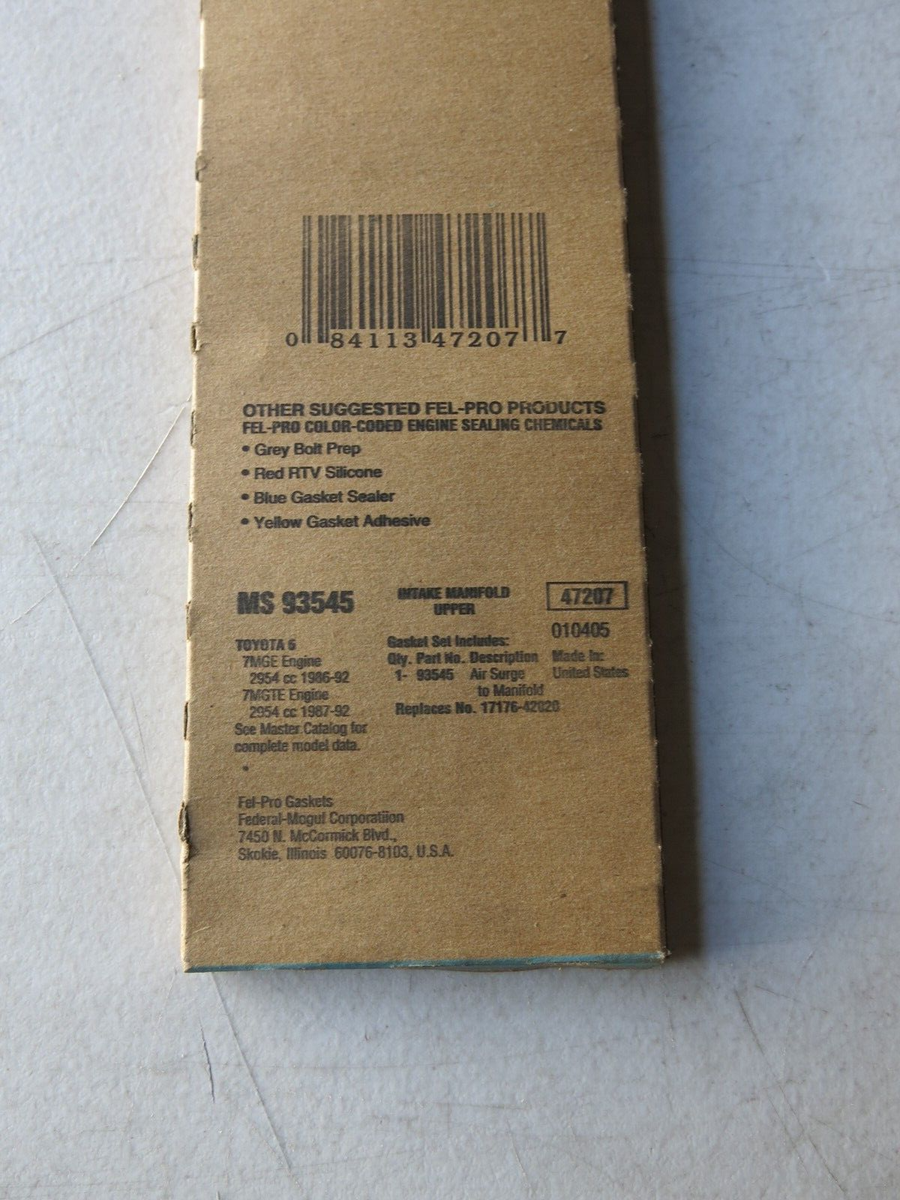 0 84113 47207 7
OTHER SUGGESTED FEL-PRO PRODUCTS
FEL-PRO COLOR-CODED ENGINE SEALING CHEMICALS
• Grey Bolt Prep
• Red RTV Silicone
• Blue Gasket Sealer
• Yellow Gasket Adhesive
MS 93545
TOYOTA 6
7MGE Engine
2954 cc 1986-92
7MGTE Engine
2954 cc 1987-92
See Master Catalog for
complete model data.
INTAKE MANIFOLD
UPPER
Gasket Set Includes:
Qty. Part No. Description
1- 93545 Air Surge
to Manifold
Replaces No. 17176-42020
47207
010405
Made In:
United States
Fel-Pro Gaskets
Federal-Mogul Corporatiion
7450 N. McCormick Blvd.,
Skokie, Illinois 60076-8103, U.S.A.